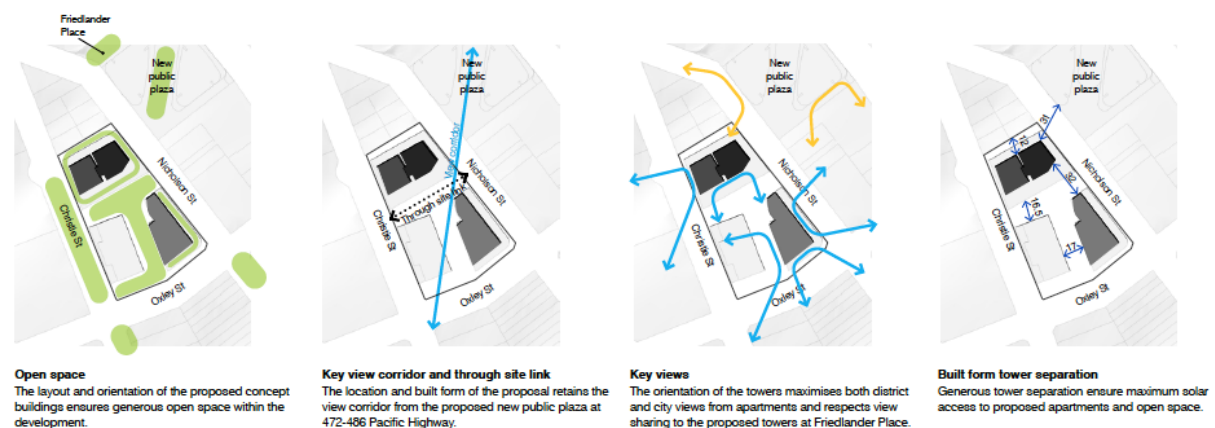 Friedlander
Place
New
public
plaza
Nicholson St
Christie St
Oxley St
Open space
The layout and orientation of the proposed concept
buildings ensures generous open space within the
development.
New
public
plaza
View corridor
Nicholson St
Through site link
Christie St
Oxley St
Key view corridor and through site link
The location and built form of the proposal retains the
view corridor from the proposed new public plaza at
472-486 Pacific Highway.
New
public
plaza
Nicholson St
Christie St
Oxley St
Key views
The orientation of the towers maximises both district
and city views from apartments and respects view
sharing to the proposed towers at Friedlander Place.
New
public
plaza
31
12
Nicholson St
32
16.5
Christie St
17
Oxley St
Built form tower separation
Generous tower separation ensure maximum solar
access to proposed apartments and open space.